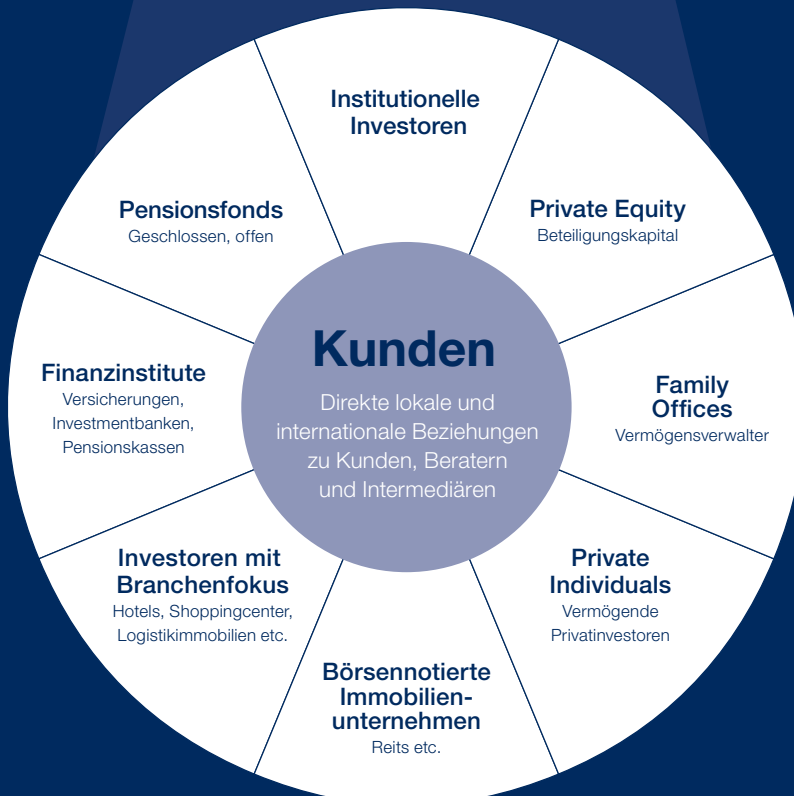 Institutionelle
Investoren
Private Equity
Beteiligungskapital
Family
Offices
Vermögensverwalter
Private
Individuals
Vermögende
Privatinvestoren
Börsennotierte
Immobilien-
unternehmen
Reits etc.
Investoren mit
Branchenfokus
Hotels, Shoppingcenter,
Logistikimmobilien etc.
Finanzinstitute
Versicherungen,
Investmentbanken,
Pensionskassen
Pensionsfonds
Geschlossen, offen
Kunden
Direkte lokale und
internationale Beziehungen
zu Kunden, Beratern
und Intermediären